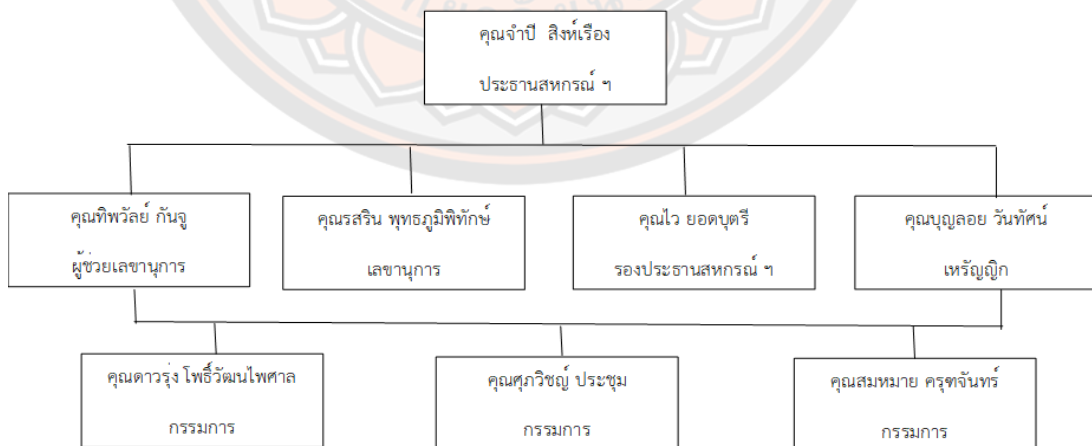 คุณจำปี สิงห์เรือง
ประธานสหกรณ์ ฯ
คุณทิพวัลย์ กันจู
ผู้ช่วยเลขานุการ
คุณรสริน พุทธภูมิพิทักษ์
เลขานุการ
คุณไว ยอดบุตรี
รองประธานสหกรณ์ ฯ
คุณบุญลอย วันทัศน์
เหรัญญิก
คุณดาวรุ่ง โพธิ์วัฒนไพศาล
กรรมการ
คุณศุภวิชญ์ ประชุม
กรรมการ
คุณสมหมาย ครุฑจันทร์
กรรมการ